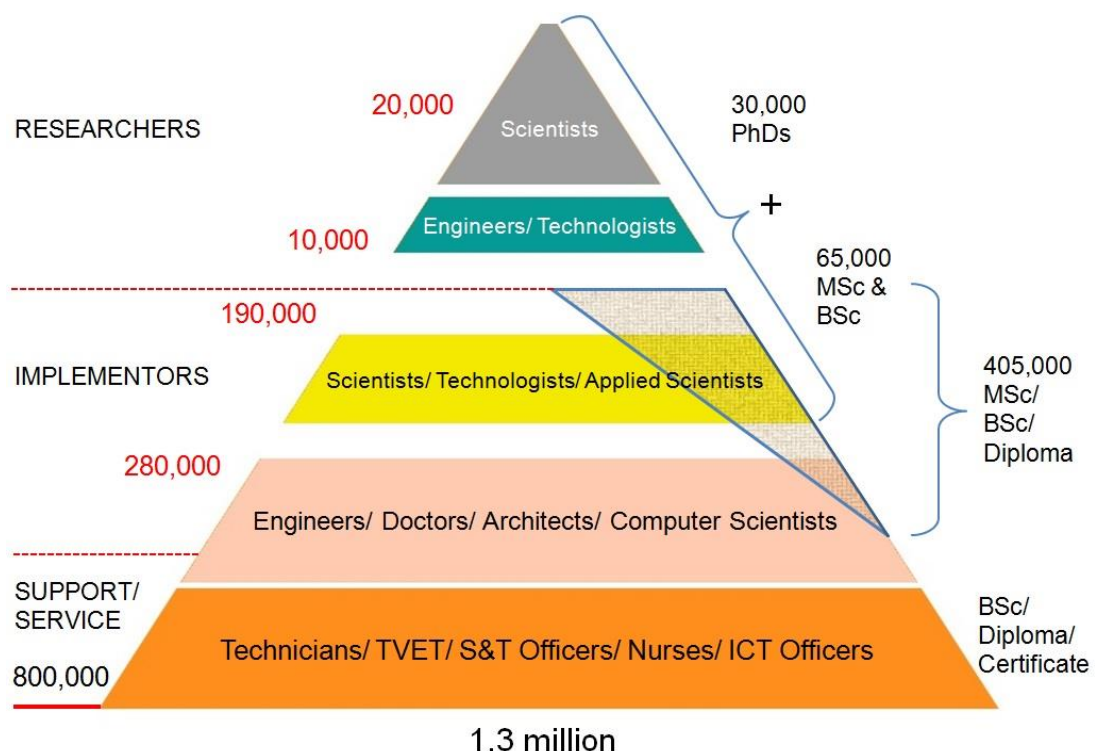 20,000
30,000
PhDs
RESEARCHERS
Scientists
+
10,000
Engineers/ Technologists
65,000
MSc &
BSc
190,000
IMPLEMENTORS
Scientists/ Technologists/ Applied Scientists
405,000
MSc/
BSc/
Diploma
280,000
Engineers/ Doctors/ Architects/ Computer Scientists
SUPPORT/
SERVICE
BSc/
Diploma/
Certificate
Technicians/ TVET/ S&T Officers/ Nurses/ ICT Officers
800,000
1.3 million